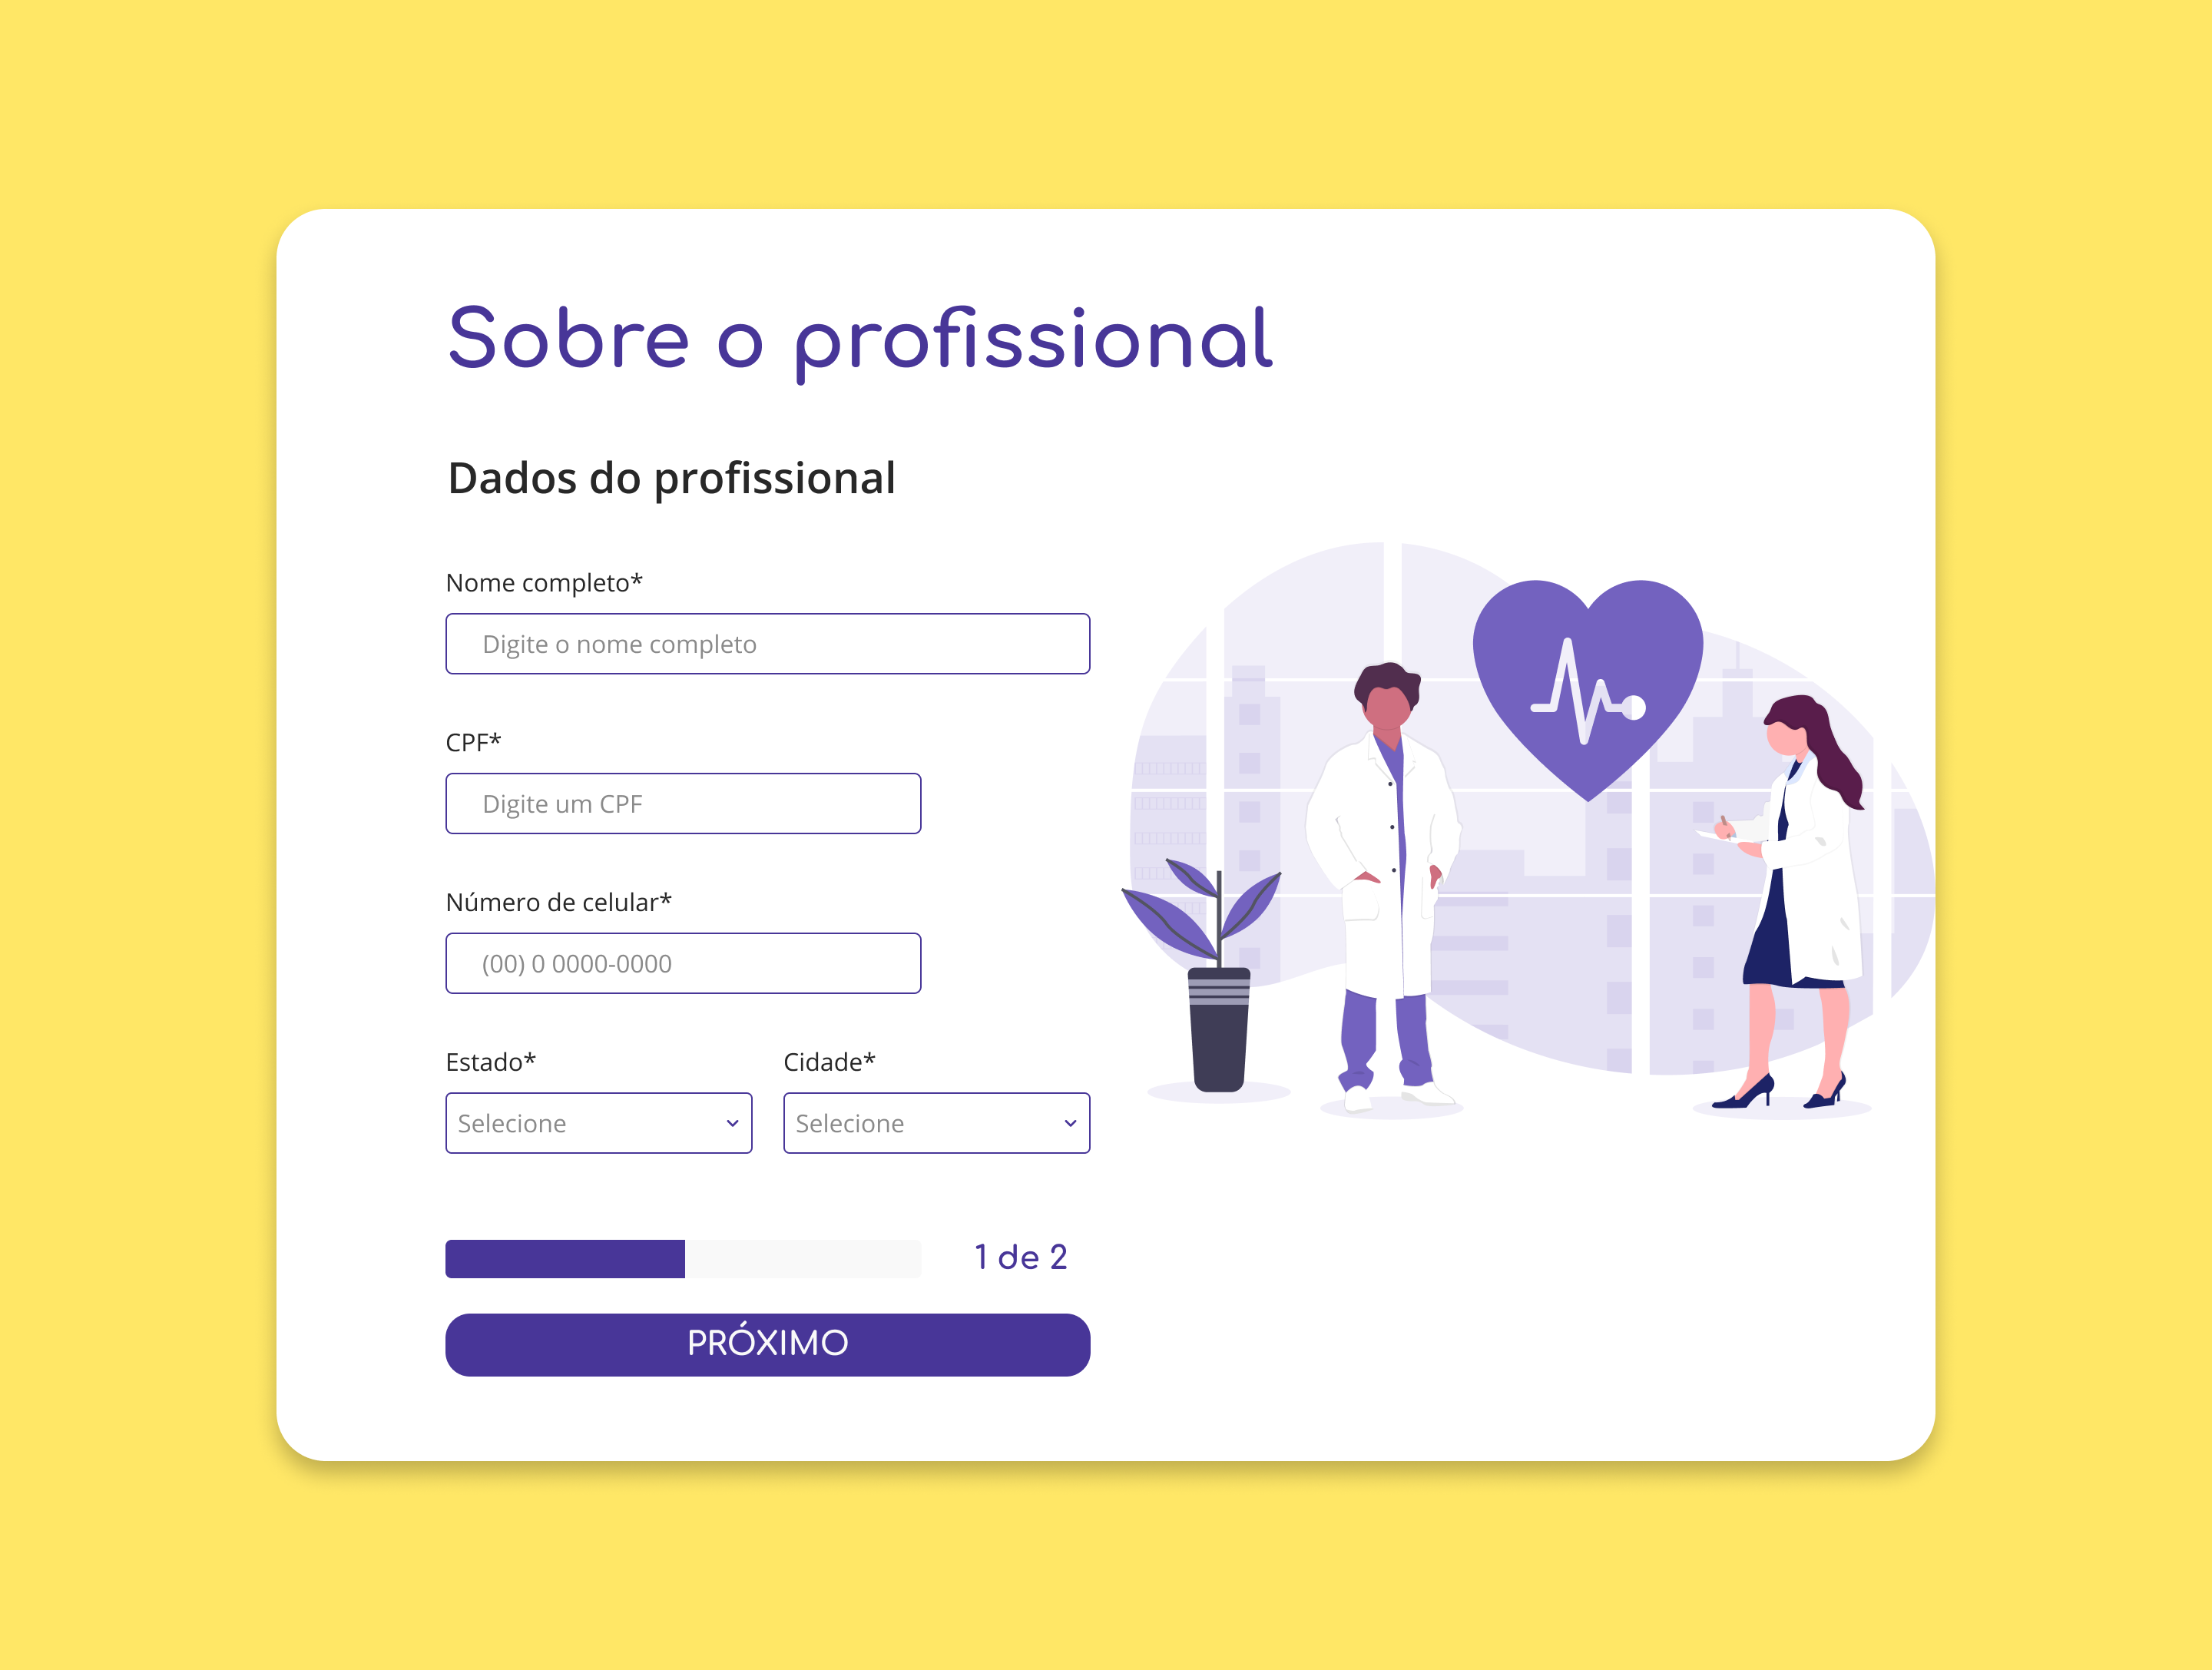 Sobre o profissional
Dados do profissional
Nome completo*
Digite o nome completo
CPF*
Digite um CPF
Número de celular*
(00) 0 0000-0000
Estado* Cidade*
Selecione Selecione
1 de 2
PRÓXIMO